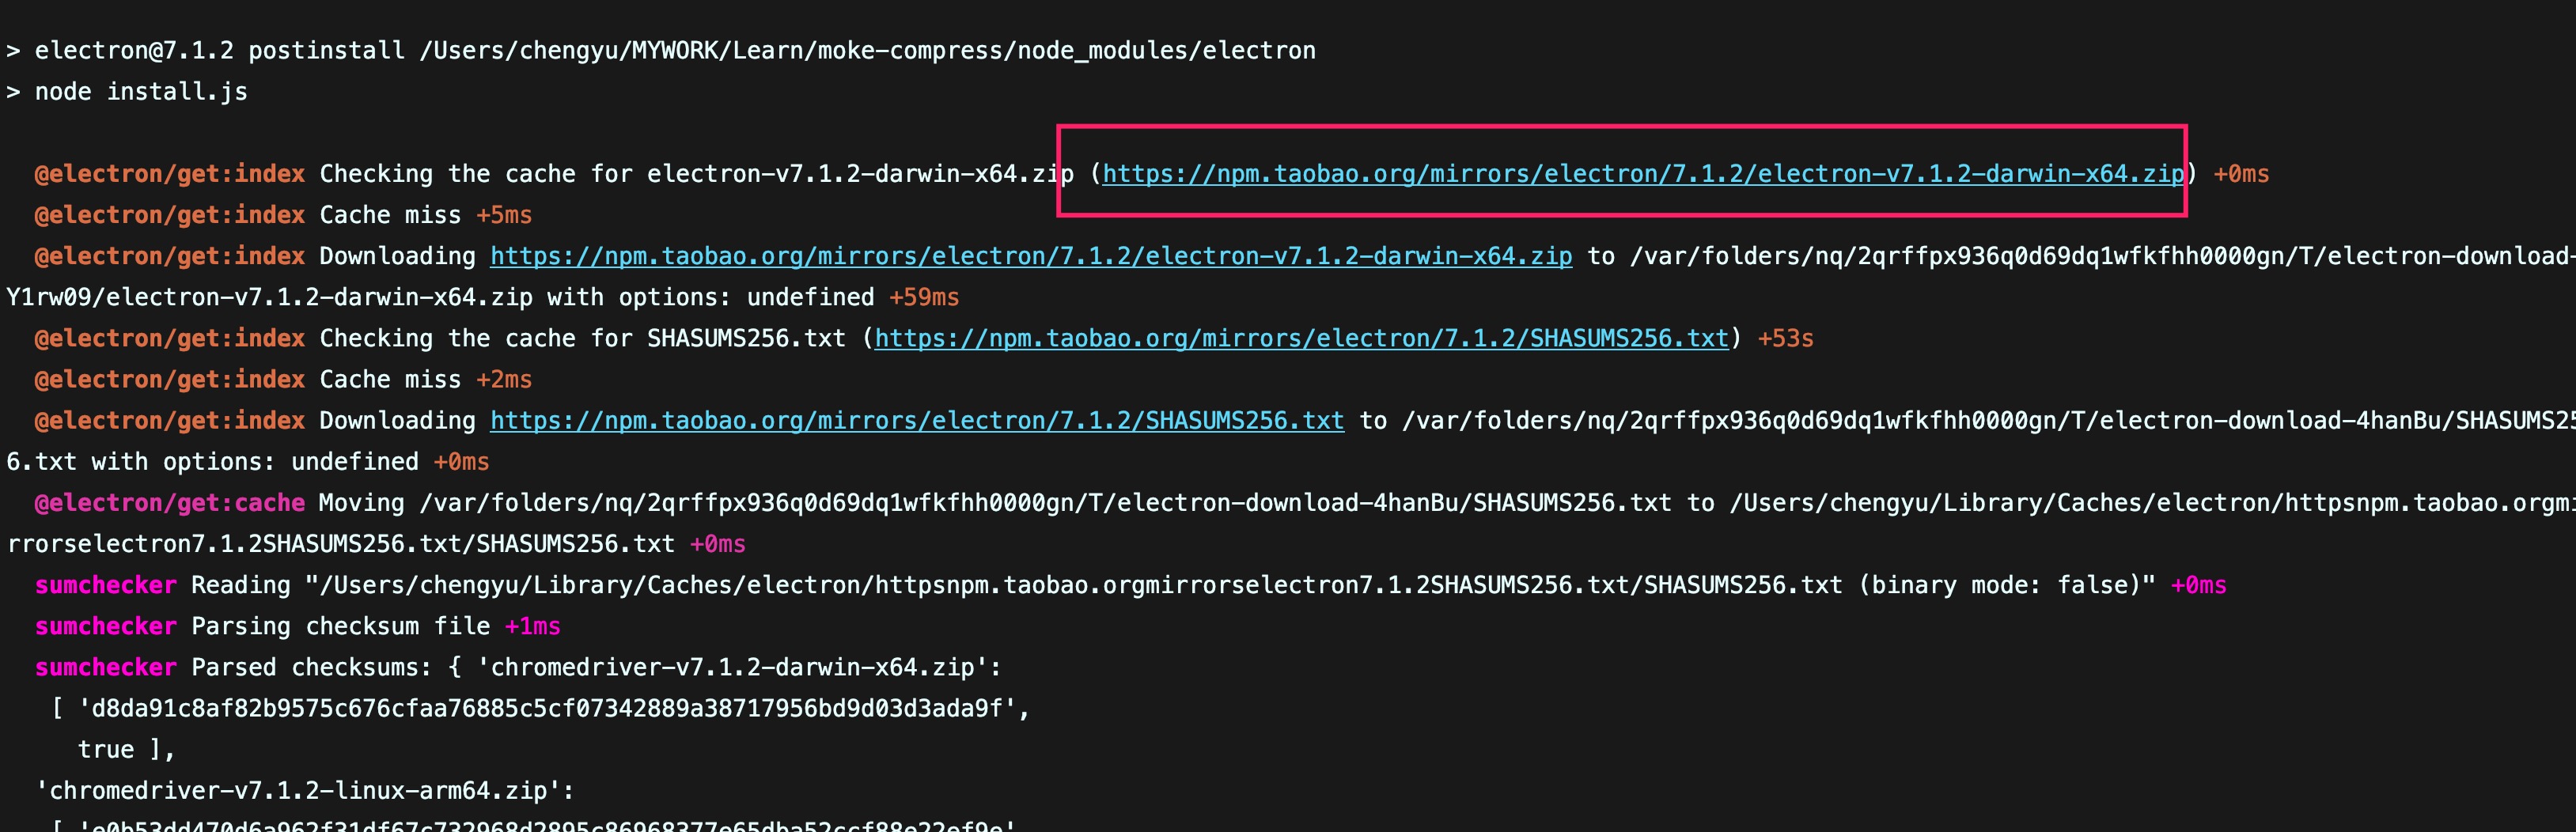 > electron@7.1.2 postinstall /Users/chengyu/MYWORK/Learn/moke-compress/node_modules/electron
> node install.js
@electron/get:index Checking the cache for electron-v7.1.2-darwin-x64.zip (https://npm.taobao.org/mirrors/electron/7.1.2/electron-v7.1.2-darwin-x64.zip) +0ms
@electron/get:index Cache miss +5ms
@electron/get:index Downloading https://npm.taobao.org/mirrors/electron/7.1.2/electron-v7.1.2-darwin-x64.zip to /var/folders/nq/2qrffpx936q0d69dq1wfkfhh0000gn/T/electron-download-
Y1rw09/electron-v7.1.2-darwin-x64.zip with options: undefined +59ms
@electron/get:index Checking the cache for SHASUMS256.txt (https://npm.taobao.org/mirrors/electron/7.1.2/SHASUMS256.txt) +53s
@electron/get:index Cache miss +2ms
@electron/get:index Downloading https://npm.taobao.org/mirrors/electron/7.1.2/SHASUMS256.txt to /var/folders/nq/2qrffpx936q0d69dq1wfkfhh0000gn/T/electron-download-4hanBu/SHASUMS25
6.txt with options: undefined +0ms
@electron/get:cache Moving /var/folders/nq/2qrffpx936q0d69dq1wfkfhh0000gn/T/electron-download-4hanBu/SHASUMS256.txt to /Users/chengyu/Library/Caches/electron/httpsnpm.taobao.orgmi
rrorselectron7.1.2SHASUMS256.txt/SHASUMS256.txt +0ms
sumchecker Reading "/Users/chengyu/Library/Caches/electron/httpsnpm.taobao.orgmirrorselectron7.1.2SHASUMS256.txt/SHASUMS256.txt (binary mode: false)" +0ms
sumchecker Parsing checksum file +1ms
sumchecker Parsed checksums: { 'chromedriver-v7.1.2-darwin-x64.zip':
[ 'd8da91c8af82b9575c676cfaa76885c5cf07342889a38717956bd9d03d3ada9f',
true ],
'chromedriver-v7.1.2-linux-arm64.zip':
[